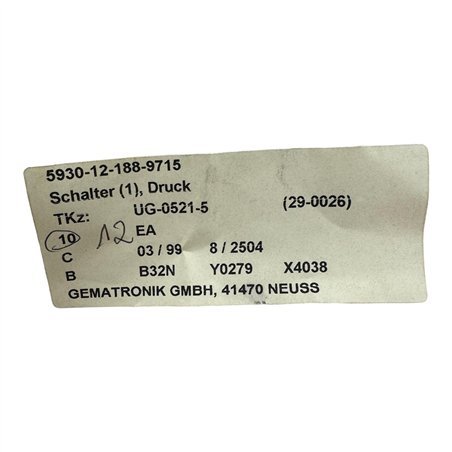 5930-12-188-9715
Schalter (1), Druck
TKz: UG-0521-5 (29-0026)
10 12 EA
C 03 / 99 8 / 2504
B B32N Y0279 X4038
GEMATRONIK GMBH, 41470 NEUSS